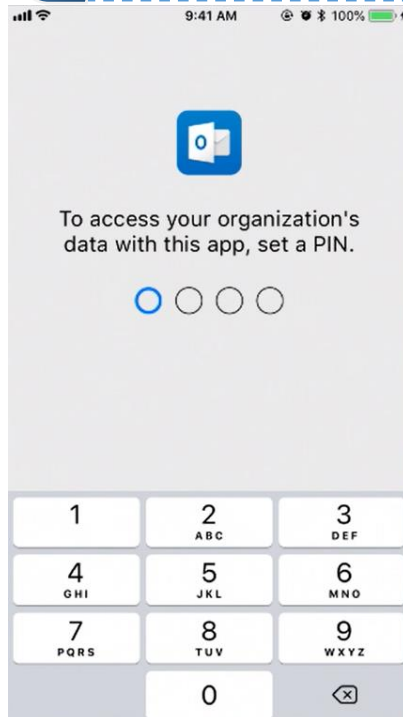 9:41 AM
100%
O
To access your organization's
data with this app, set a PIN.
1
2
ABC
3
DEF
4
GHI
5
JKL
6
MNO
7
PQRS
8
TUV
9
WXYZ
0